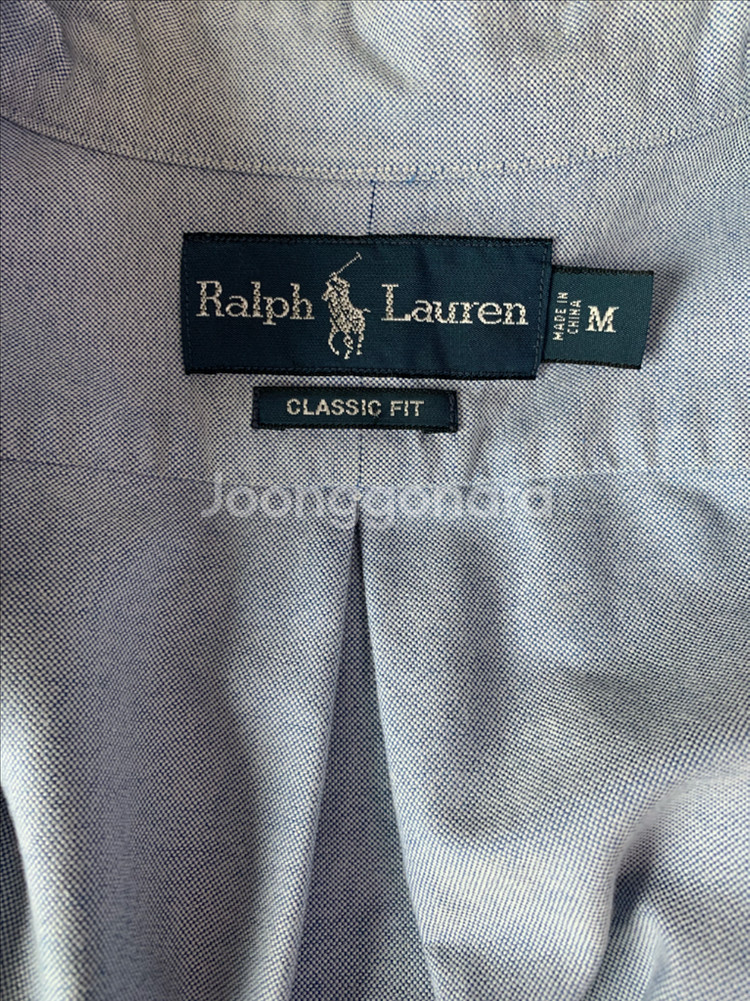 Ralph Lauren
MADE IN
CHINA
M
CLASSIC FIT
Joonggonara